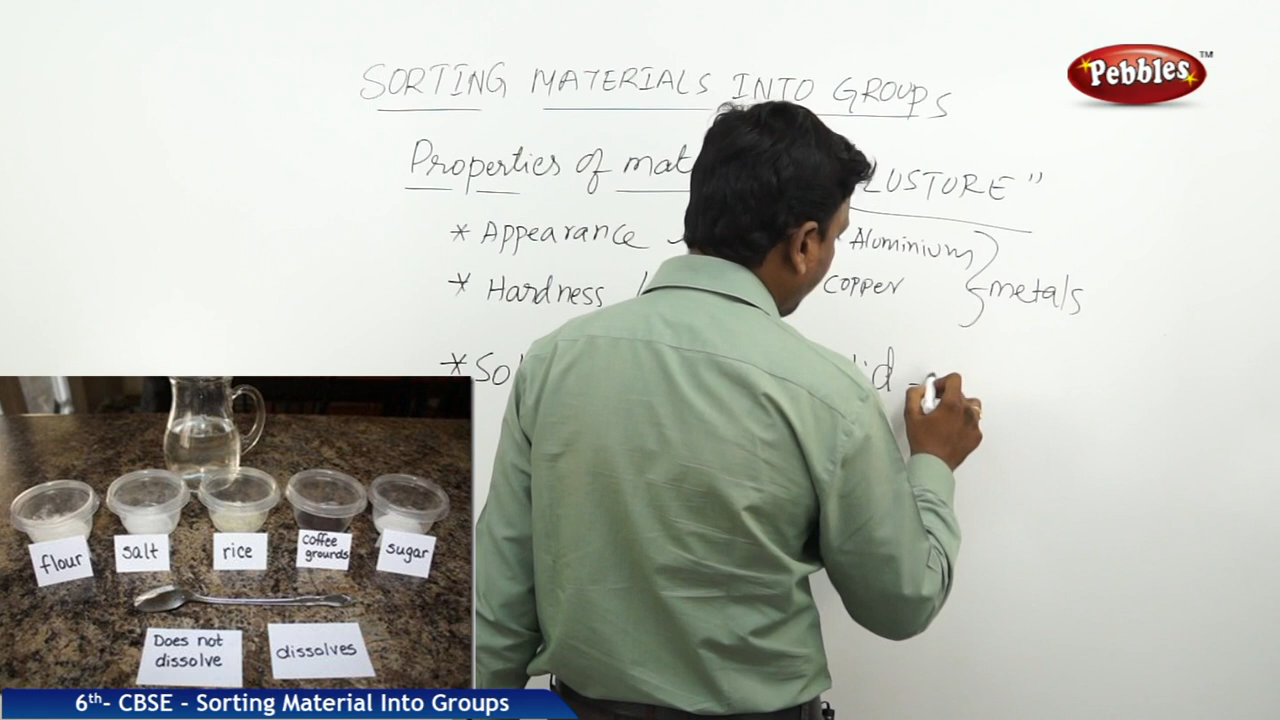 Pebbles™
SORTING MATERIALS INTO GROUPS
Properties of mat LUSTORE"
* Appearance Aluminium
* Hardness COPPER metals
* So id -
flour salt rice coffee grounds sugar
Does not dissolve dissolves
6th- CBSE - Sorting Material Into Groups